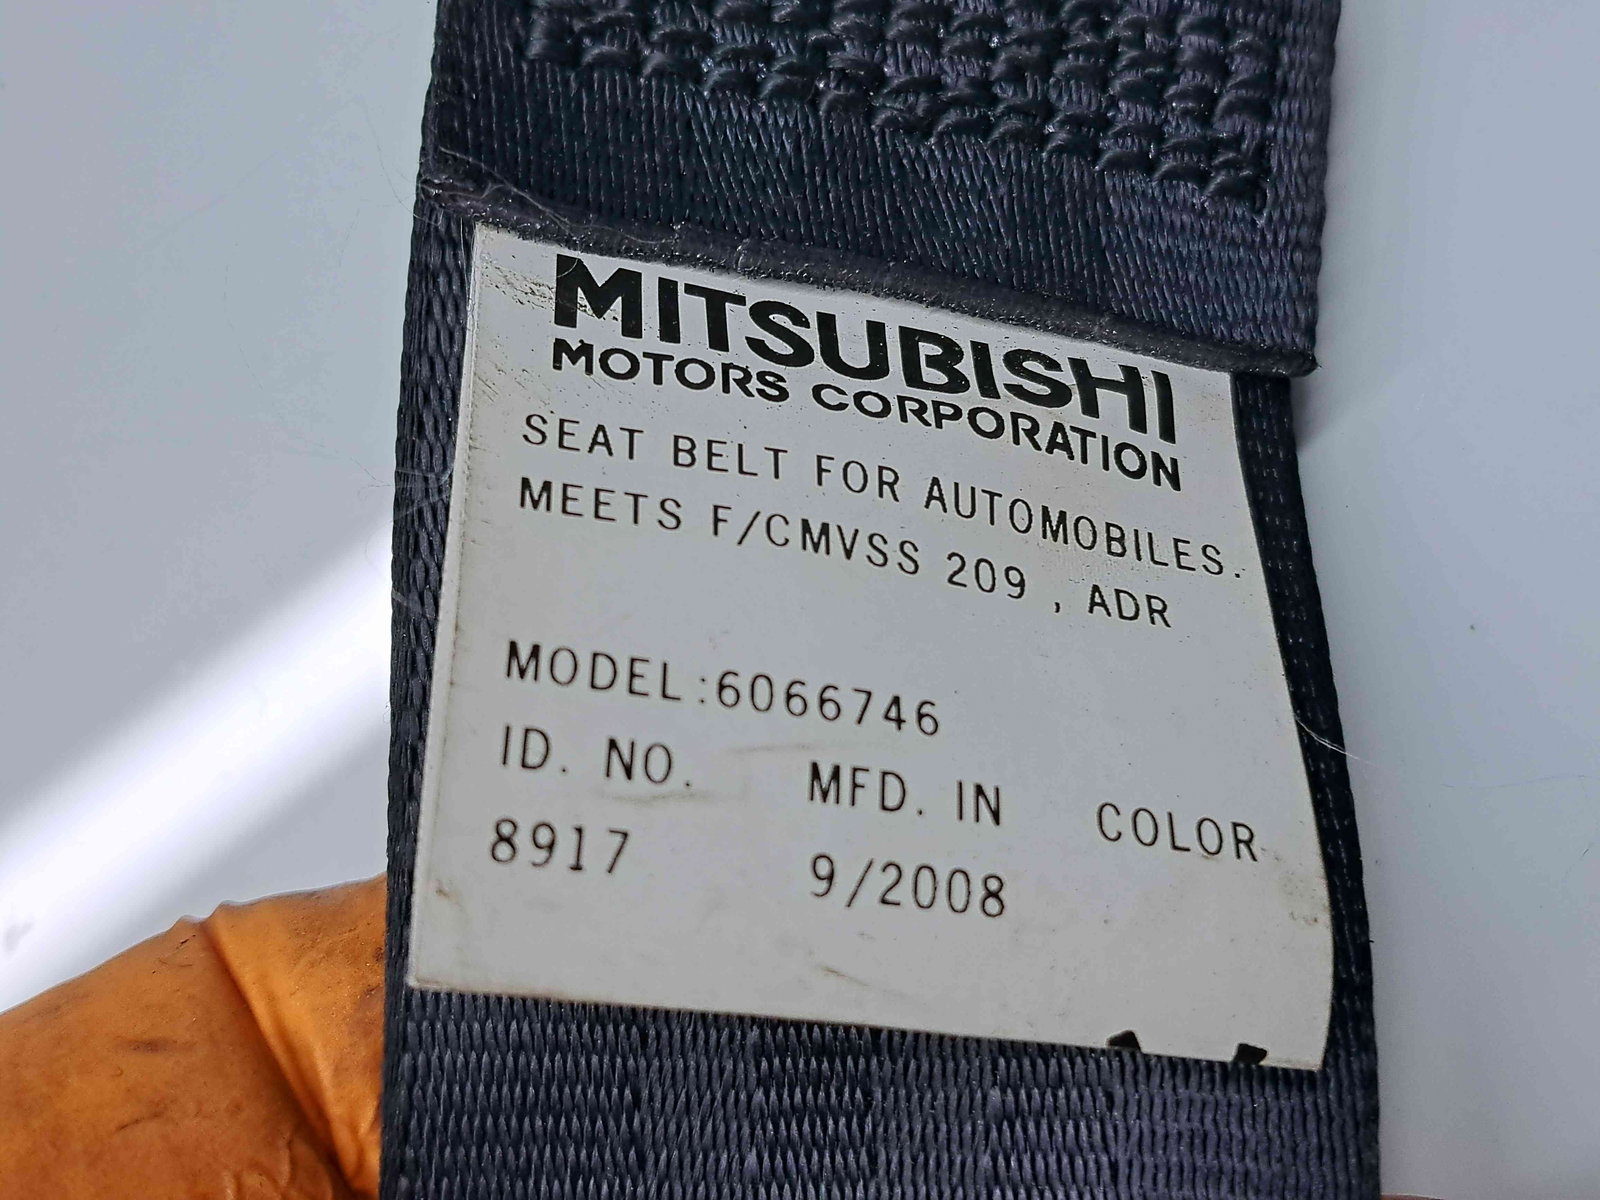 MITSUBISHI
MOTORS CORPORATION
SEAT BELT FOR AUTOMOBILES.
MEETS F/CMVSS 209 , ADR
MODEL:6066746
ID. NO. MFD. IN COLOR
8917 9/2008